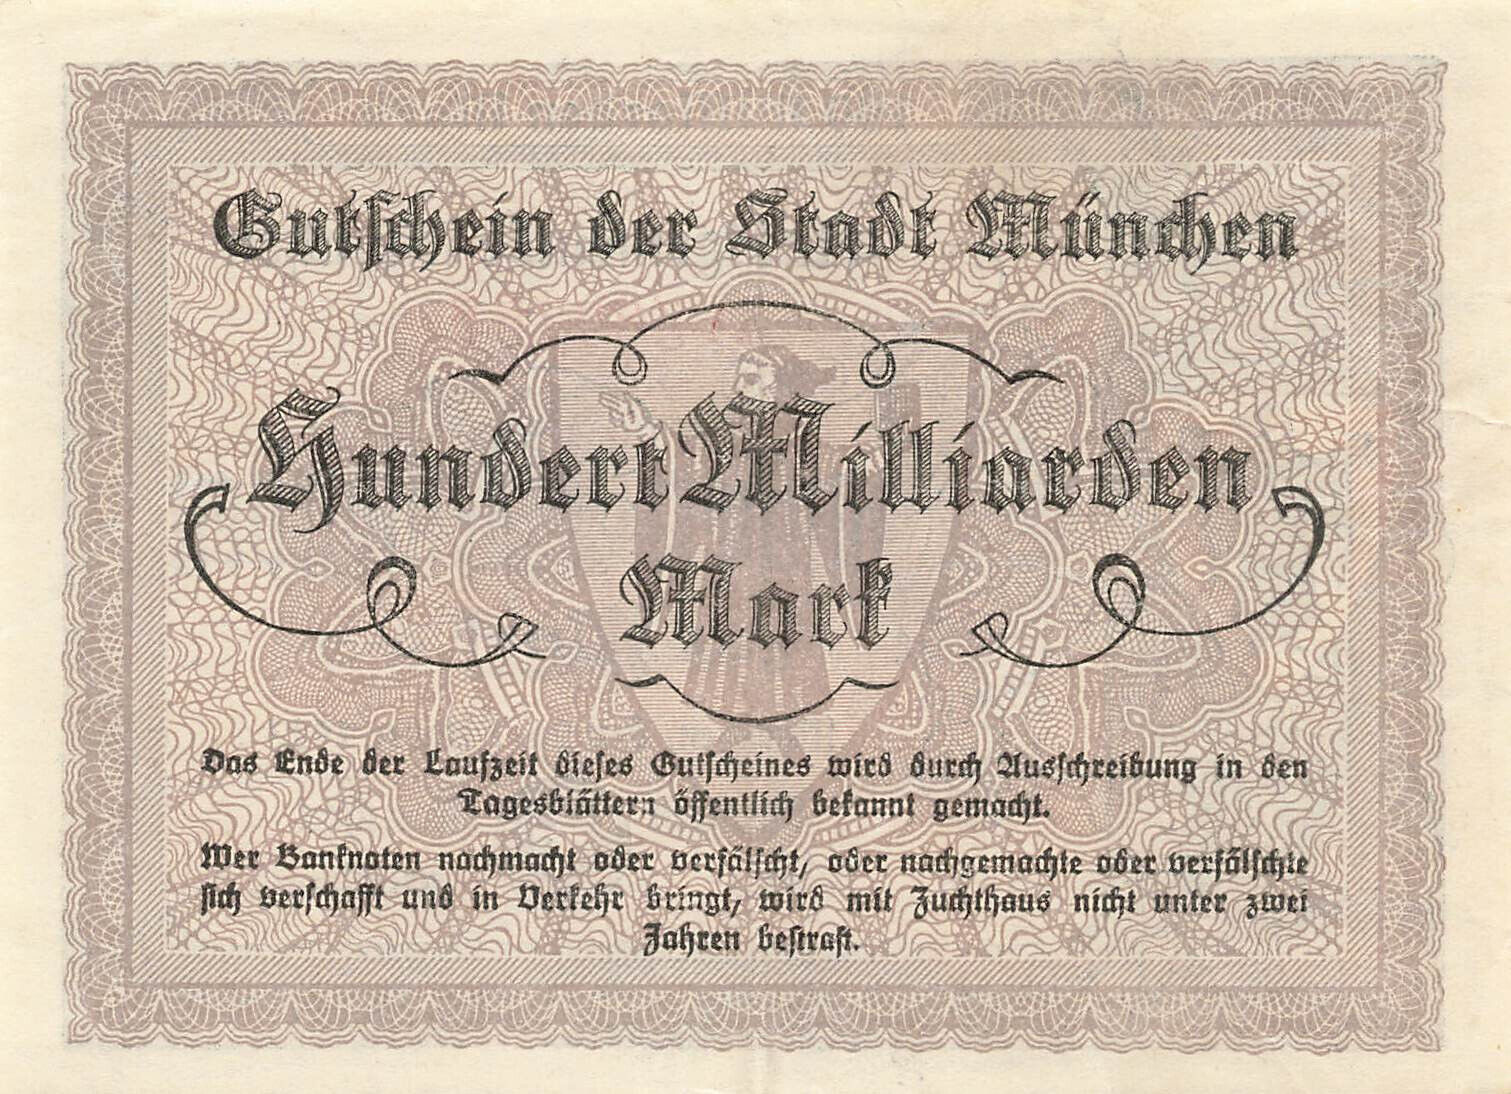 Gutschein der Stadt München
Hundert Milliarden
Mark
Das Ende der Laufzeit dieses Gutscheines wird durch Ausschreibung in den
Tagesblättern öffentlich bekannt gemacht.
Wer Banknoten nachmacht oder verfälscht, oder nachgemachte oder verfälschte
sich verschafft und in Verkehr bringt, wird mit Zuchthaus nicht unter zwei
Jahren bestraft.